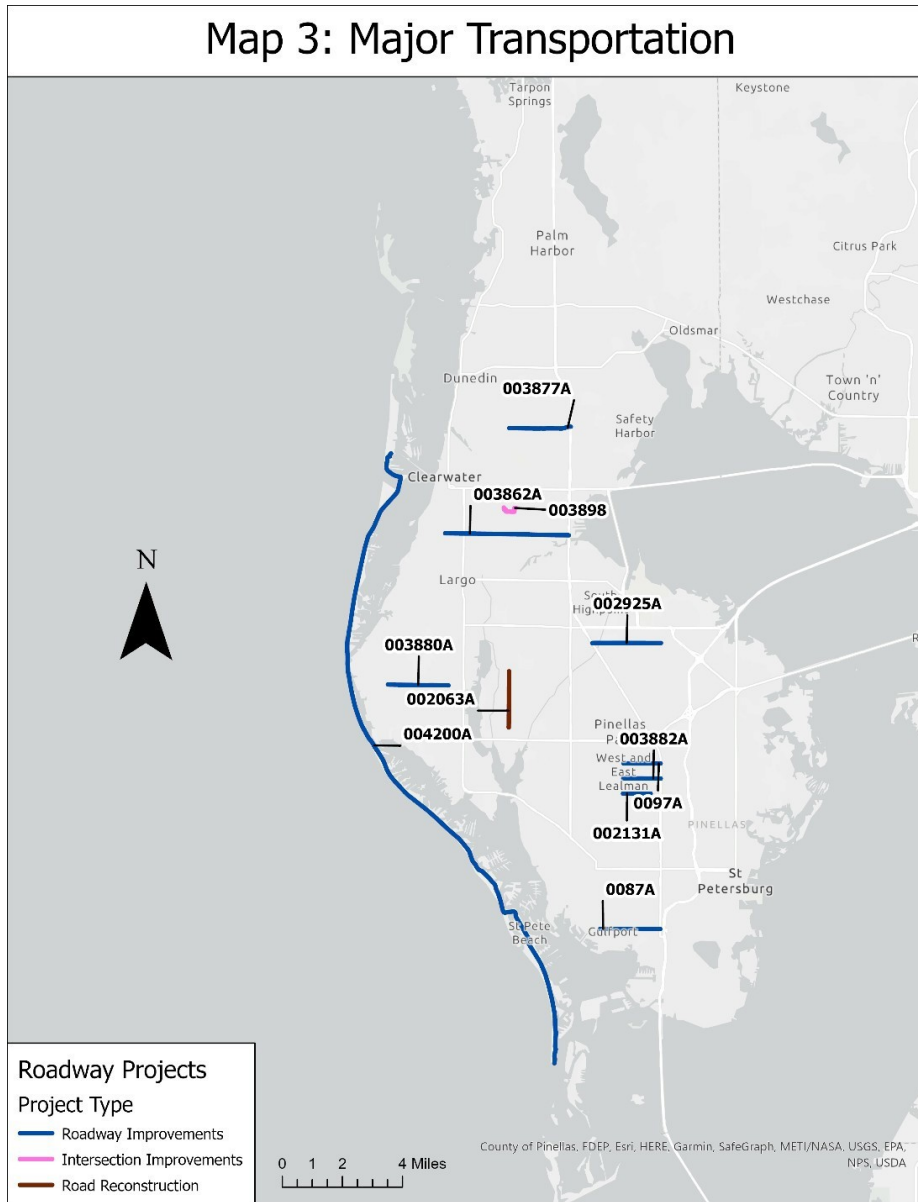 Map 3: Major Transportation
Tarpon
Springs
Keystone
Palm
Harbor
Citrus Park
Westchase
Oldsmar
Dunedin
003877A
Town 'n'
Country
Safety
Harbor
Clearwater
003862A
003898
N
Largo
South
Highpoint
002925A
003880A
002063A
004200A
Pinellas
003882A
West and
East
Lealman
0097A
002131A
PINELLAS
0087A
St
Petersburg
St Pete
Beach
Gulfport
Roadway Projects
Project Type
Roadway Improvements
Intersection Improvements
Road Reconstruction
0 1 2 4 Miles
County of Pinellas, FDEP, Esri, HERE, Garmin, SafeGraph, METI/NASA, USGS, EPA,
NPS, USDA